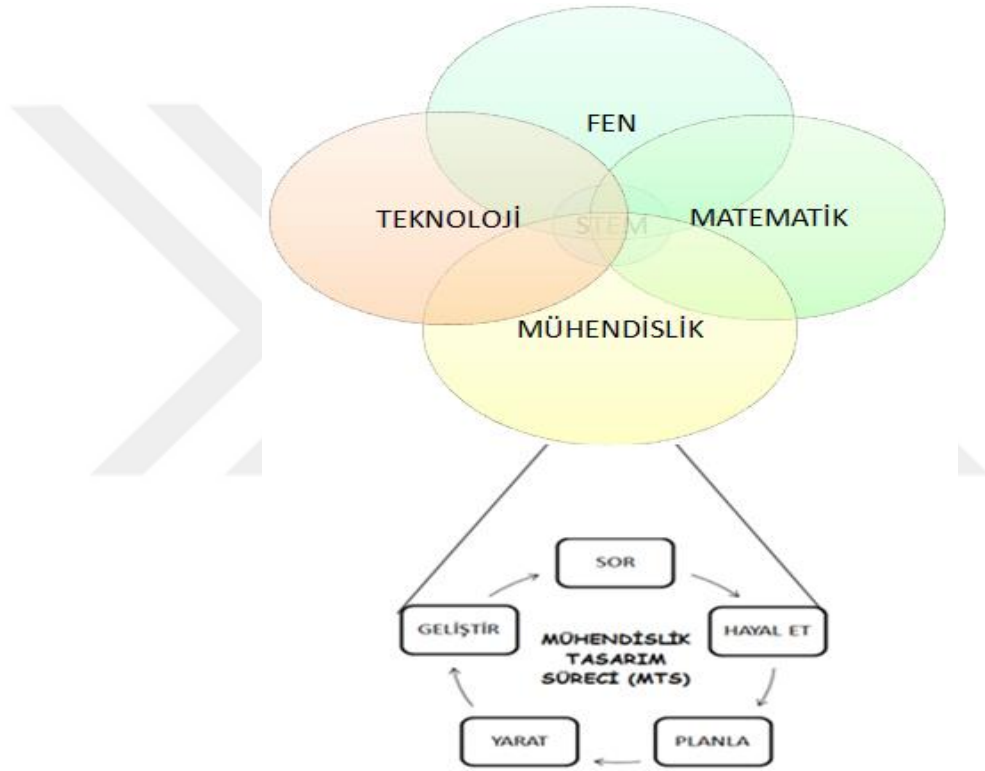 FEN
TEKNOLOJİ
STEM
MATEMATİK
MÜHENDİSLİK
SOR
GELİŞTİR
HAYAL ET
MÜHENDİSLİK
TASARIM
SÜRECİ (MTS)
YARAT
PLANLA